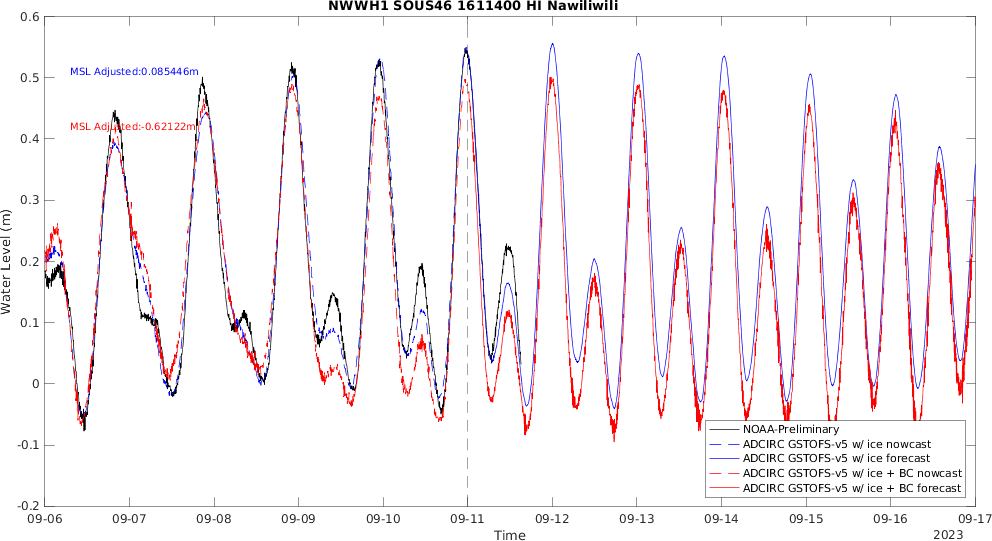 NWWH1 SOUS46 1611400 HI Nawiliwili
0.6
0.5
0.4
0.3
0.2
0.1
0
-0.1
-0.2
Water Level (m)
MSL Adjusted:0.085446m
MSL Adjusted:-0.62122m
NOAA-Preliminary
ADCIRC GSTOFS-v5 w/ ice nowcast
ADCIRC GSTOFS-v5 w/ ice forecast
ADCIRC GSTOFS-v5 w/ ice + BC nowcast
ADCIRC GSTOFS-v5 w/ ice + BC forecast
09-06 09-07 09-08 09-09 09-10 09-11 09-12 09-13 09-14 09-15 09-16 09-17
Time
2023